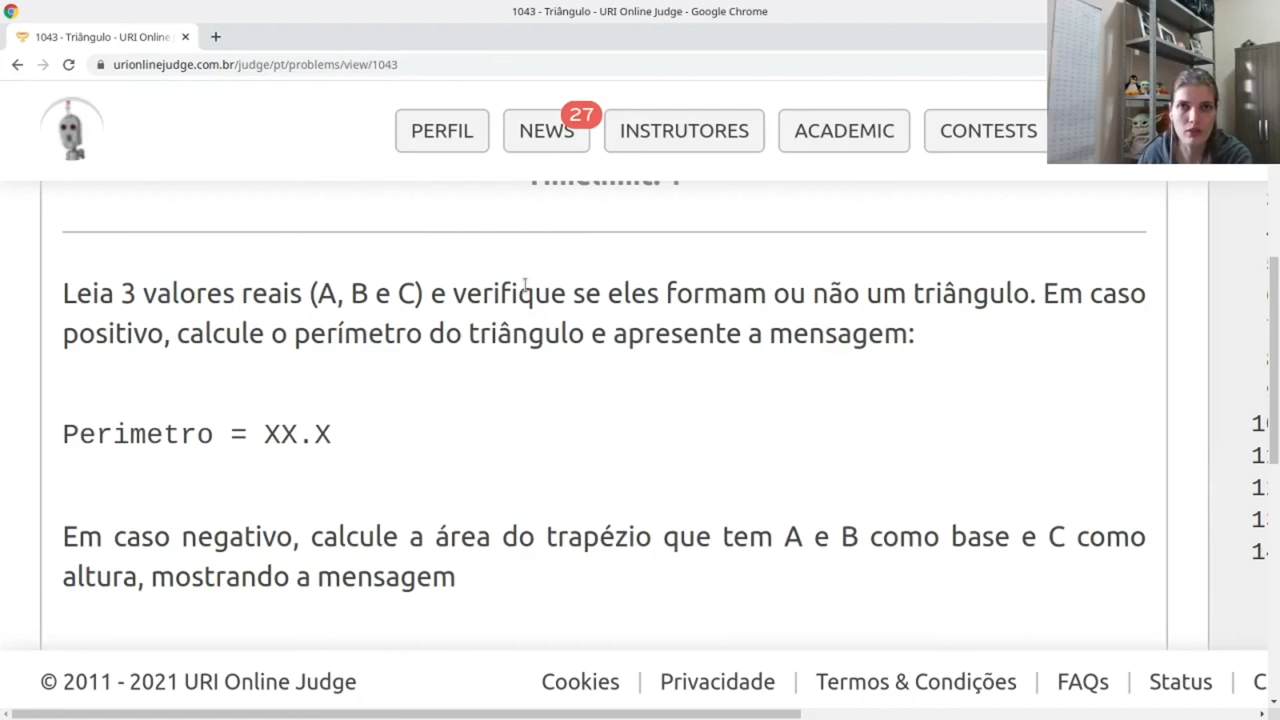 1043 - Triângulo - URI Online Judge - Google Chrome
1043 - Triângulo - URI Online
urionlinejudge.com.br/judge/pt/problems/view/1043
PERFIL
NEWS
27
INSTRUTORES
ACADEMIC
CONTESTS
Leia 3 valores reais (A, B e C) e verifique se eles formam ou não um triângulo. Em caso
positivo, calcule o perímetro do triângulo e apresente a mensagem:
Perimetro = XX.X
Em caso negativo, calcule a área do trapézio que tem A e B como base e C como
altura, mostrando a mensagem
10
© 2011 - 2021 URI Online Judge
Cookies
Privacidade
Termos & Condições
FAQs
Status
C